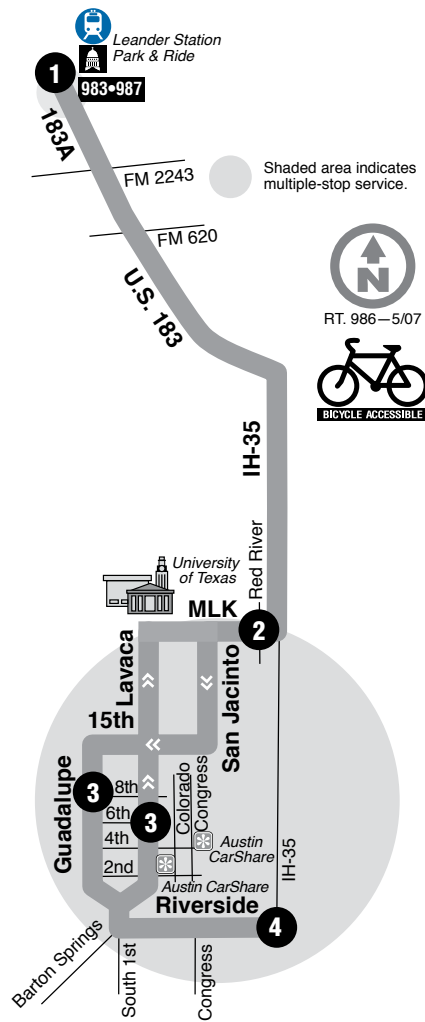 Leander Station
Park & Ride
1
983•987
183A
FM 2243
Shaded area indicates
multiple-stop service.
FM 620
U.S. 183
N
RT. 986—5/07
BICYCLE ACCESSIBLE
IH-35
Red River
University
of Texas
MLK
2
Lavaca
San Jacinto
15th
Guadalupe
3
8th
6th
3
4th
2nd
Colorado
Congress
Austin
CarShare
IH-35
Austin CarShare
Riverside
4
Barton Springs
South 1st
Congress